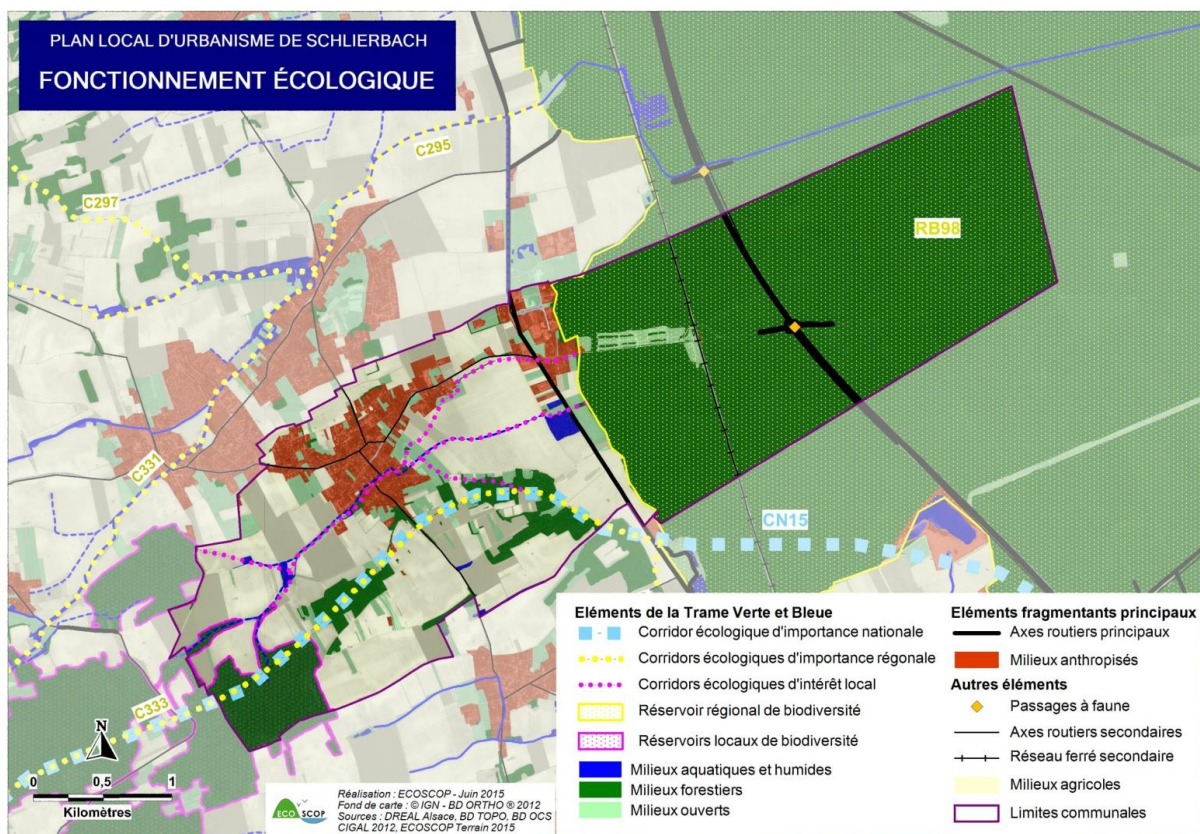 PLAN LOCAL D'URBANISME DE SCHLIERBACH
FONCTIONNEMENT ÉCOLOGIQUE
C295
C297
RB98
C331
CN15
C333
N
0 0,5 1
Kilomètres
ECO SCOP
Réalisation : ECOSCOP - Juin 2015
Fond de carte : © IGN - BD ORTHO ® 2012
Sources : DREAL Alsace, BD TOPO, BD OCS
CIGAL 2012, ECOSCOP Terrain 2015
Eléments de la Trame Verte et Bleue
Corridor écologique d'importance nationale
Corridors écologiques d'importance régonale
Corridors écologiques d'intérêt local
Réservoir régional de biodiversité
Réservoirs locaux de biodiversité
Milieux aquatiques et humides
Milieux forestiers
Milieux ouverts
Eléments fragmentants principaux
Axes routiers principaux
Milieux anthropisés
Autres éléments
Passages à faune
Axes routiers secondaires
Réseau ferré secondaire
Milieux agricoles
Limites communales